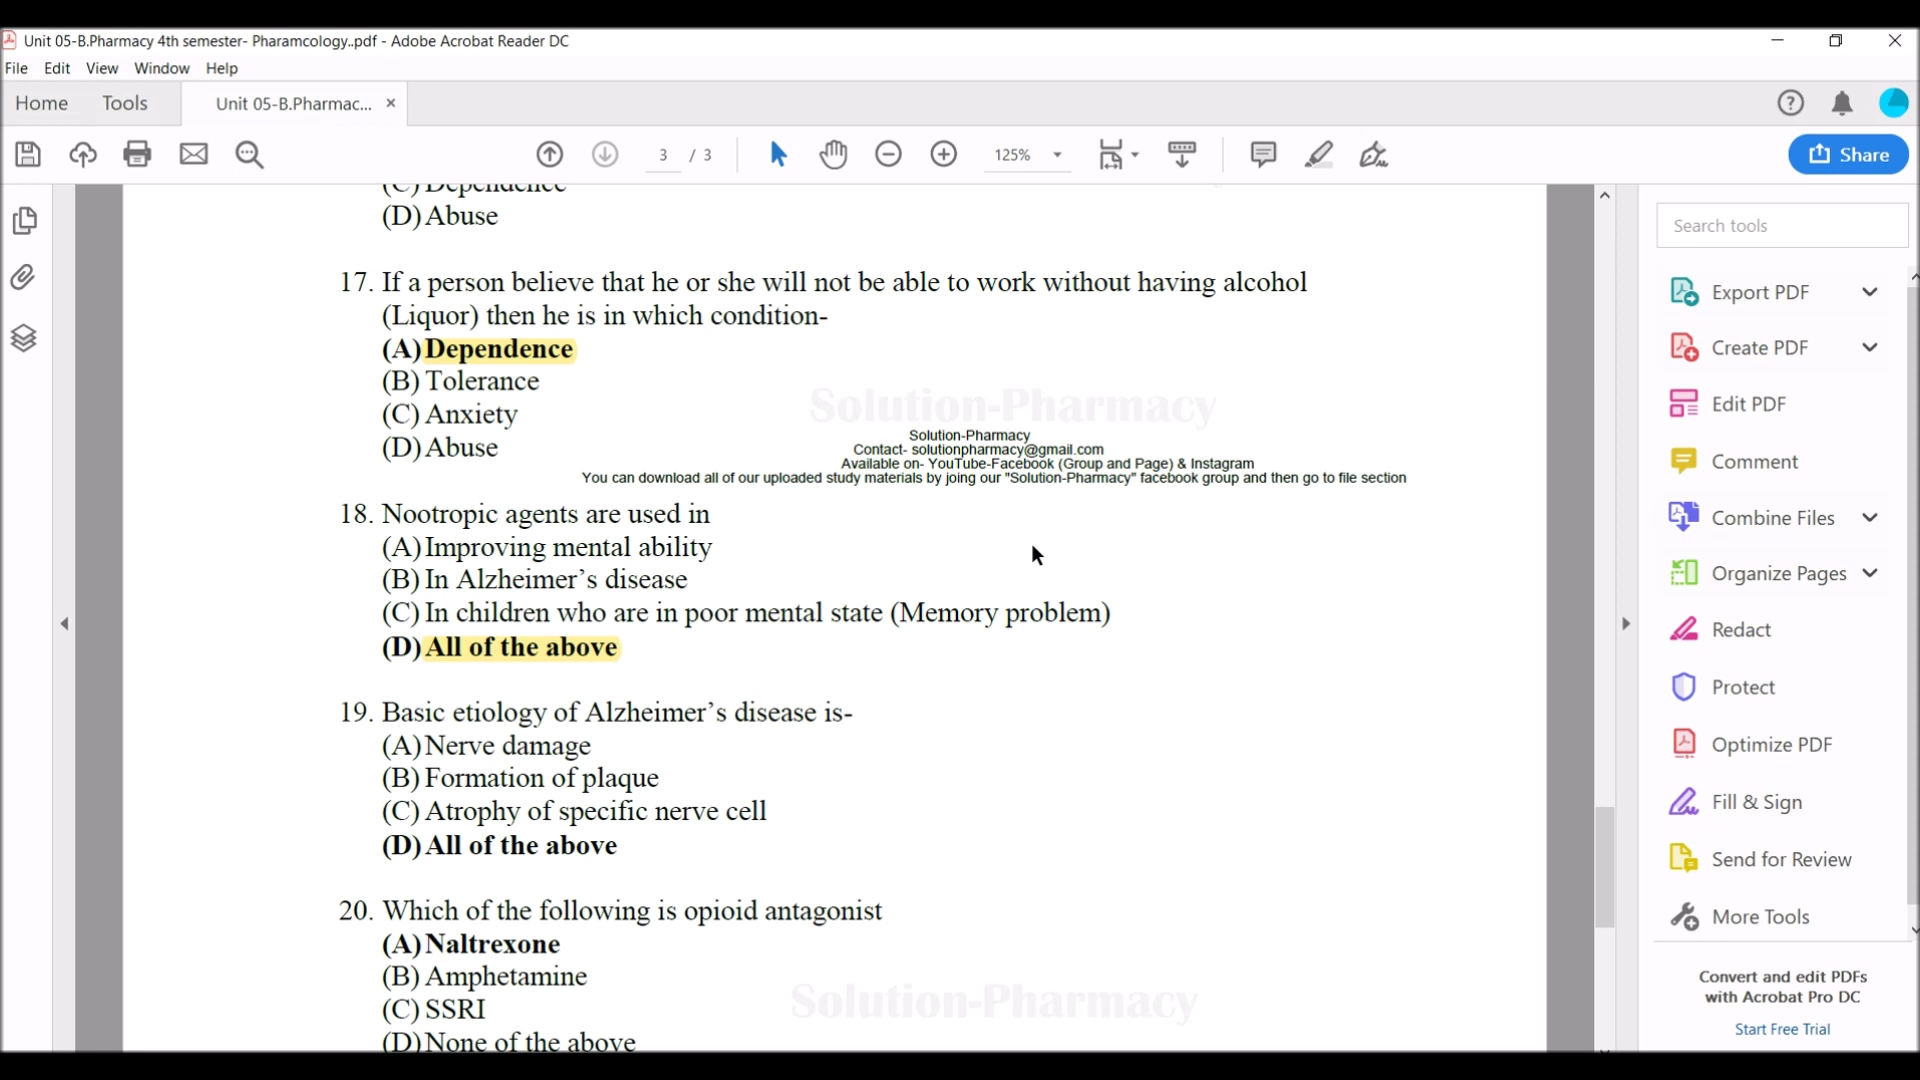 Unit 05-B.Pharmacy 4th semester- Pharamcology..pdf - Adobe Acrobat Reader DC
File Edit View Window Help
Home Tools Unit 05-B.Pharmac... ×
3 / 3 125% Share
(C) Dependence
(D) Abuse
17. If a person believe that he or she will not be able to work without having alcohol
(Liquor) then he is in which condition-
(A) Dependence
(B) Tolerance
(C) Anxiety
(D) Abuse
Solution-Pharmacy
Solution-Pharmacy
Contact- solutionpharmacy@gmail.com
Available on- YouTube-Facebook (Group and Page) & Instagram
You can download all of our uploaded study materials by joing our "Solution-Pharmacy" facebook group and then go to file section
18. Nootropic agents are used in
(A) Improving mental ability
(B) In Alzheimer's disease
(C) In children who are in poor mental state (Memory problem)
(D) All of the above
19. Basic etiology of Alzheimer's disease is-
(A) Nerve damage
(B) Formation of plaque
(C) Atrophy of specific nerve cell
(D) All of the above
20. Which of the following is opioid antagonist
(A) Naltrexone
(B) Amphetamine
(C) SSRI
(D) None of the above
Solution-Pharmacy
Search tools
Export PDF
Create PDF
Edit PDF
Comment
Combine Files
Organize Pages
Redact
Protect
Optimize PDF
Fill & Sign
Send for Review
More Tools
Convert and edit PDFs
with Acrobat Pro DC
Start Free Trial